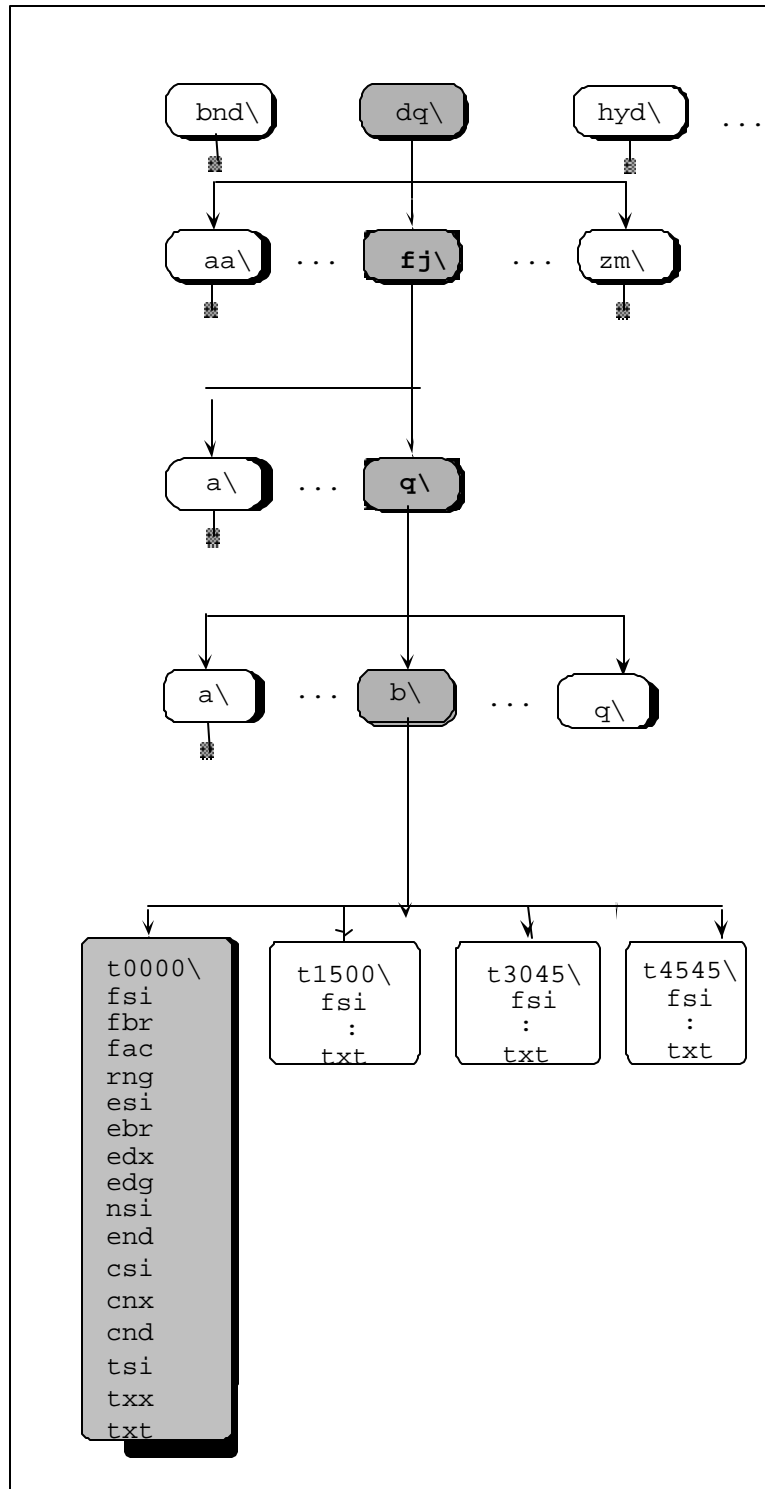 bnd\ dq\ hyd\ ...
aa\ ... fj\ ... zm\
a\ ... q\
a\ ... b\ ... q\
t0000\ t1500\ t3045\ t4545\
fsi fsi fsi fsi
fbr : : :
fac txt txt txt
rng
esi
ebr
edx
edg
nsi
end
csi
cnx
cnd
tsi
txx
txt